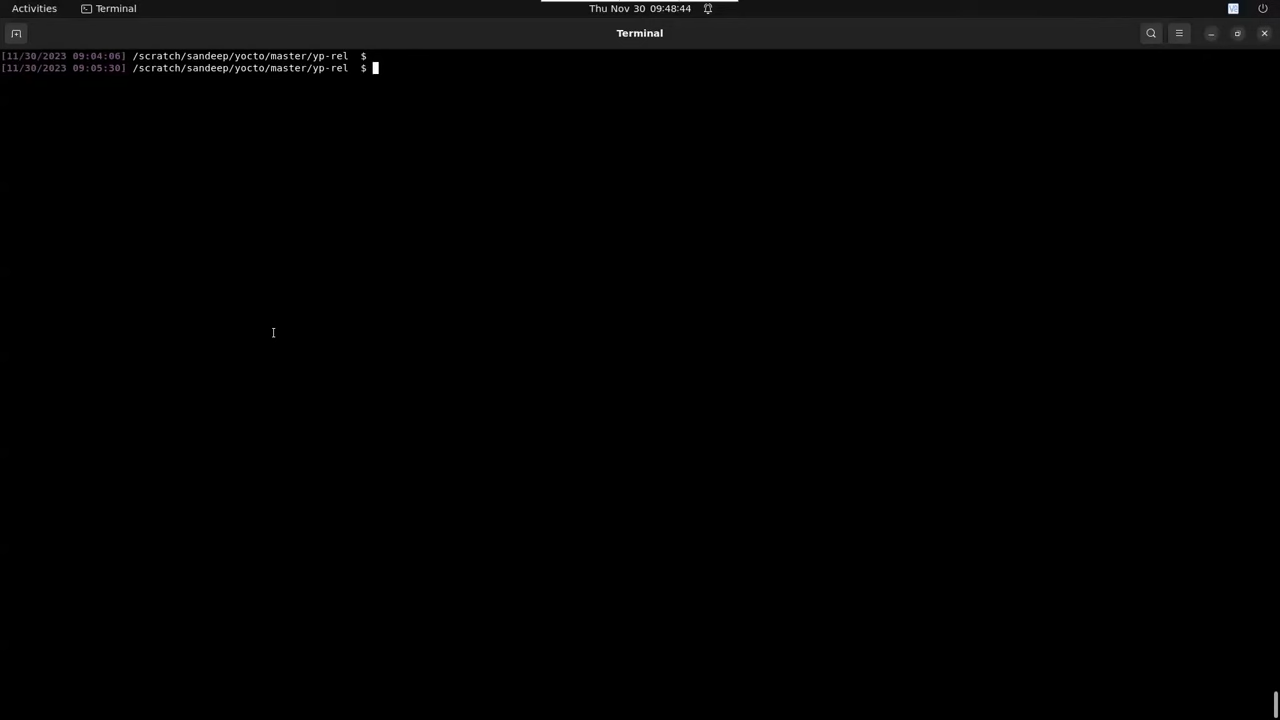 Activities Terminal Thu Nov 30 09:48:44
Terminal
[11/30/2023 09:04:06] /scratch/sandeep/yocto/master/yp-rel $
[11/30/2023 09:05:30] /scratch/sandeep/yocto/master/yp-rel $